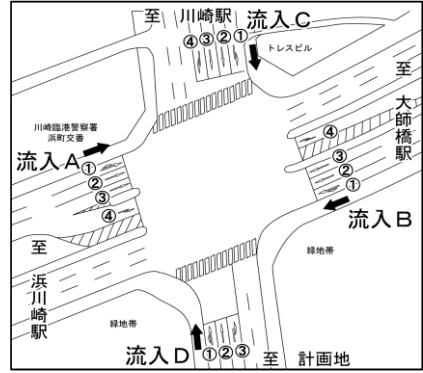 至 川崎駅 流入C
④③②①
トレスビル
至 大師橋駅
川崎臨港警察署
浜町交番
流入A
①
②
③
④
④
③
②
①
流入B
至 浜川崎駅
緑地帯
緑地帯
流入D
①②③
至 計画地